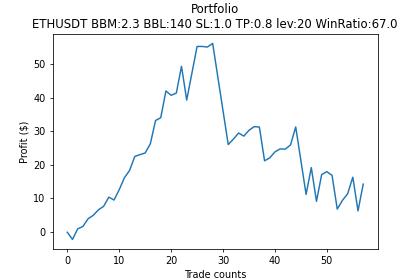 Portfolio
ETHUSDT BBM:2.3 BBL:140 SL:1.0 TP:0.8 lev:20 WinRatio:67.0
Profit ($)
50
40
30
20
10
0
0 10 20 30 40 50
Trade counts